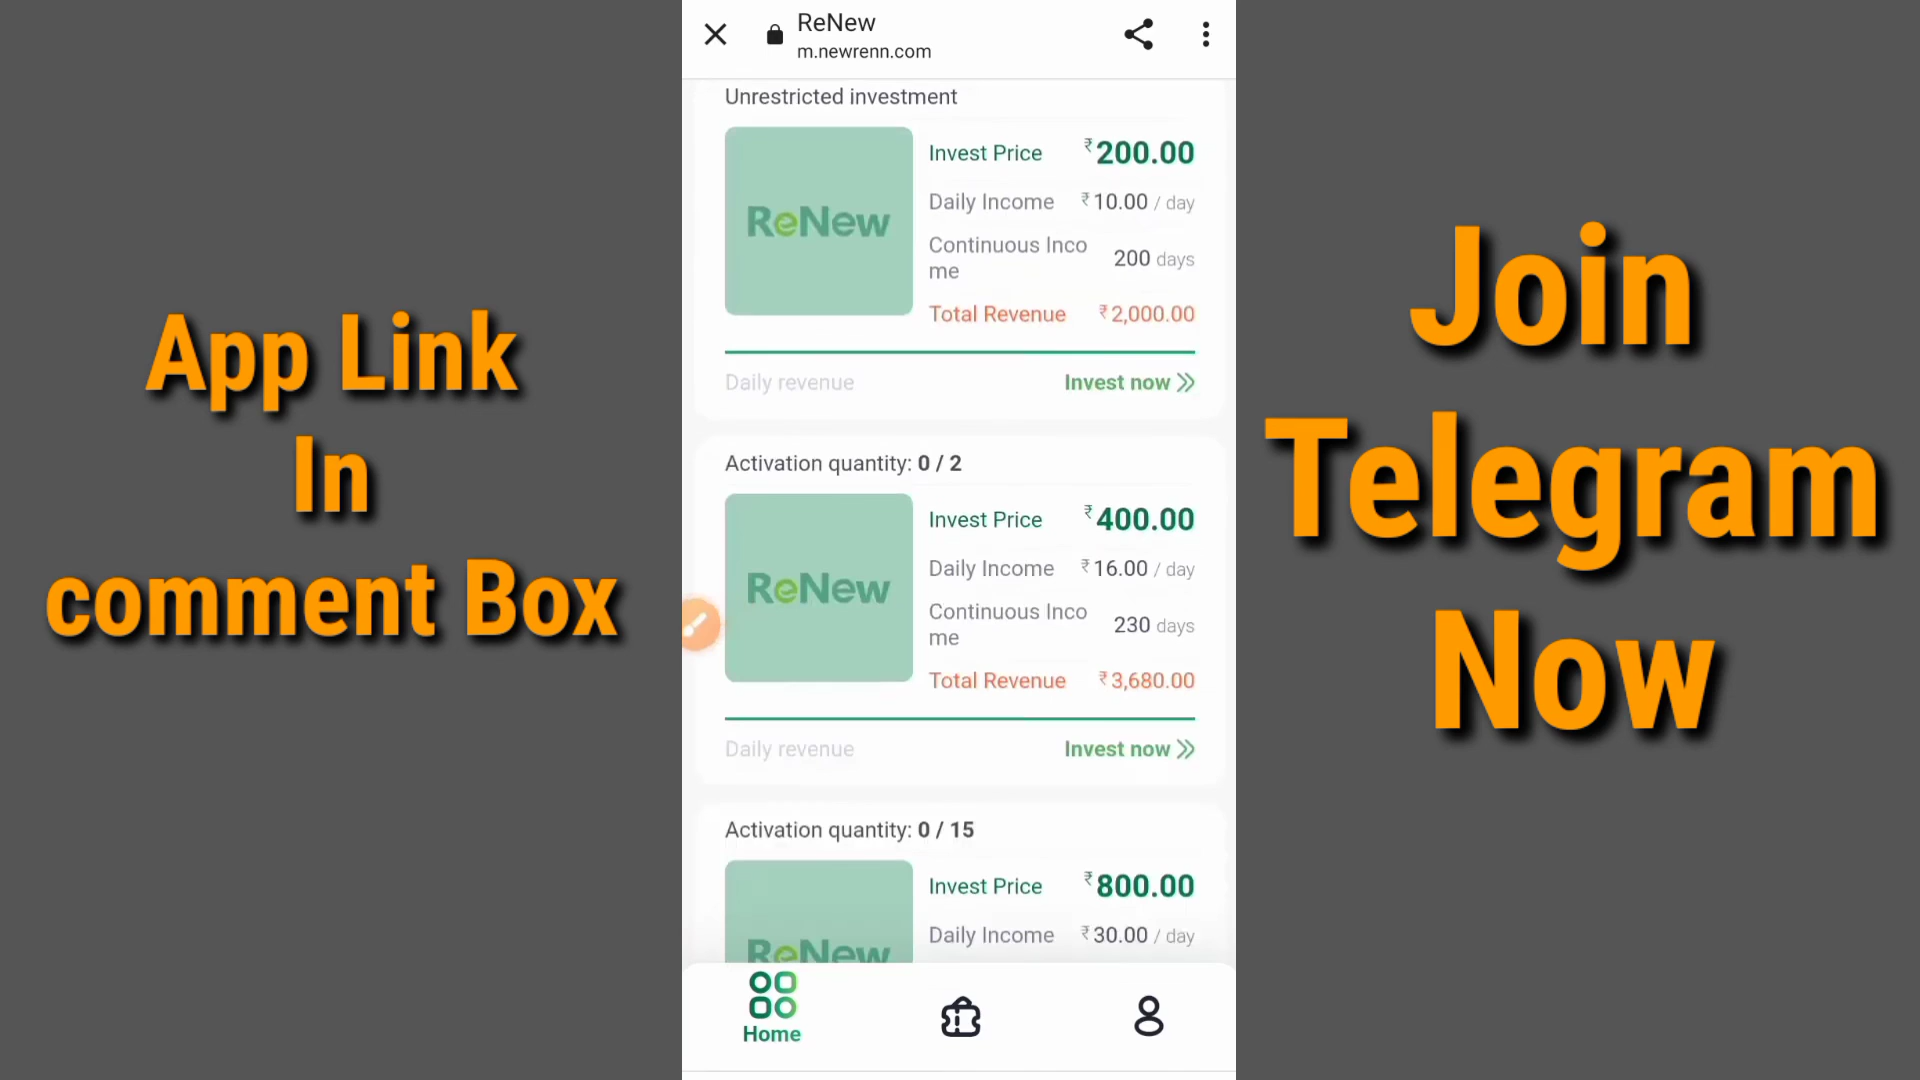 App Link
In
comment Box
ReNew
m.newrenn.com
Unrestricted investment
ReNew
Invest Price ₹200.00
Daily Income ₹10.00 / day
Continuous Inco
me
200 days
Total Revenue ₹2,000.00
Daily revenue
Invest now
Activation quantity: 0 / 2
ReNew
Invest Price ₹400.00
Daily Income ₹16.00 / day
Continuous Inco
me
230 days
Total Revenue ₹3,680.00
Daily revenue
Invest now
Activation quantity: 0 / 15
ReNew
Invest Price ₹800.00
Daily Income ₹30.00 / day
Home
Join
Telegram
Now